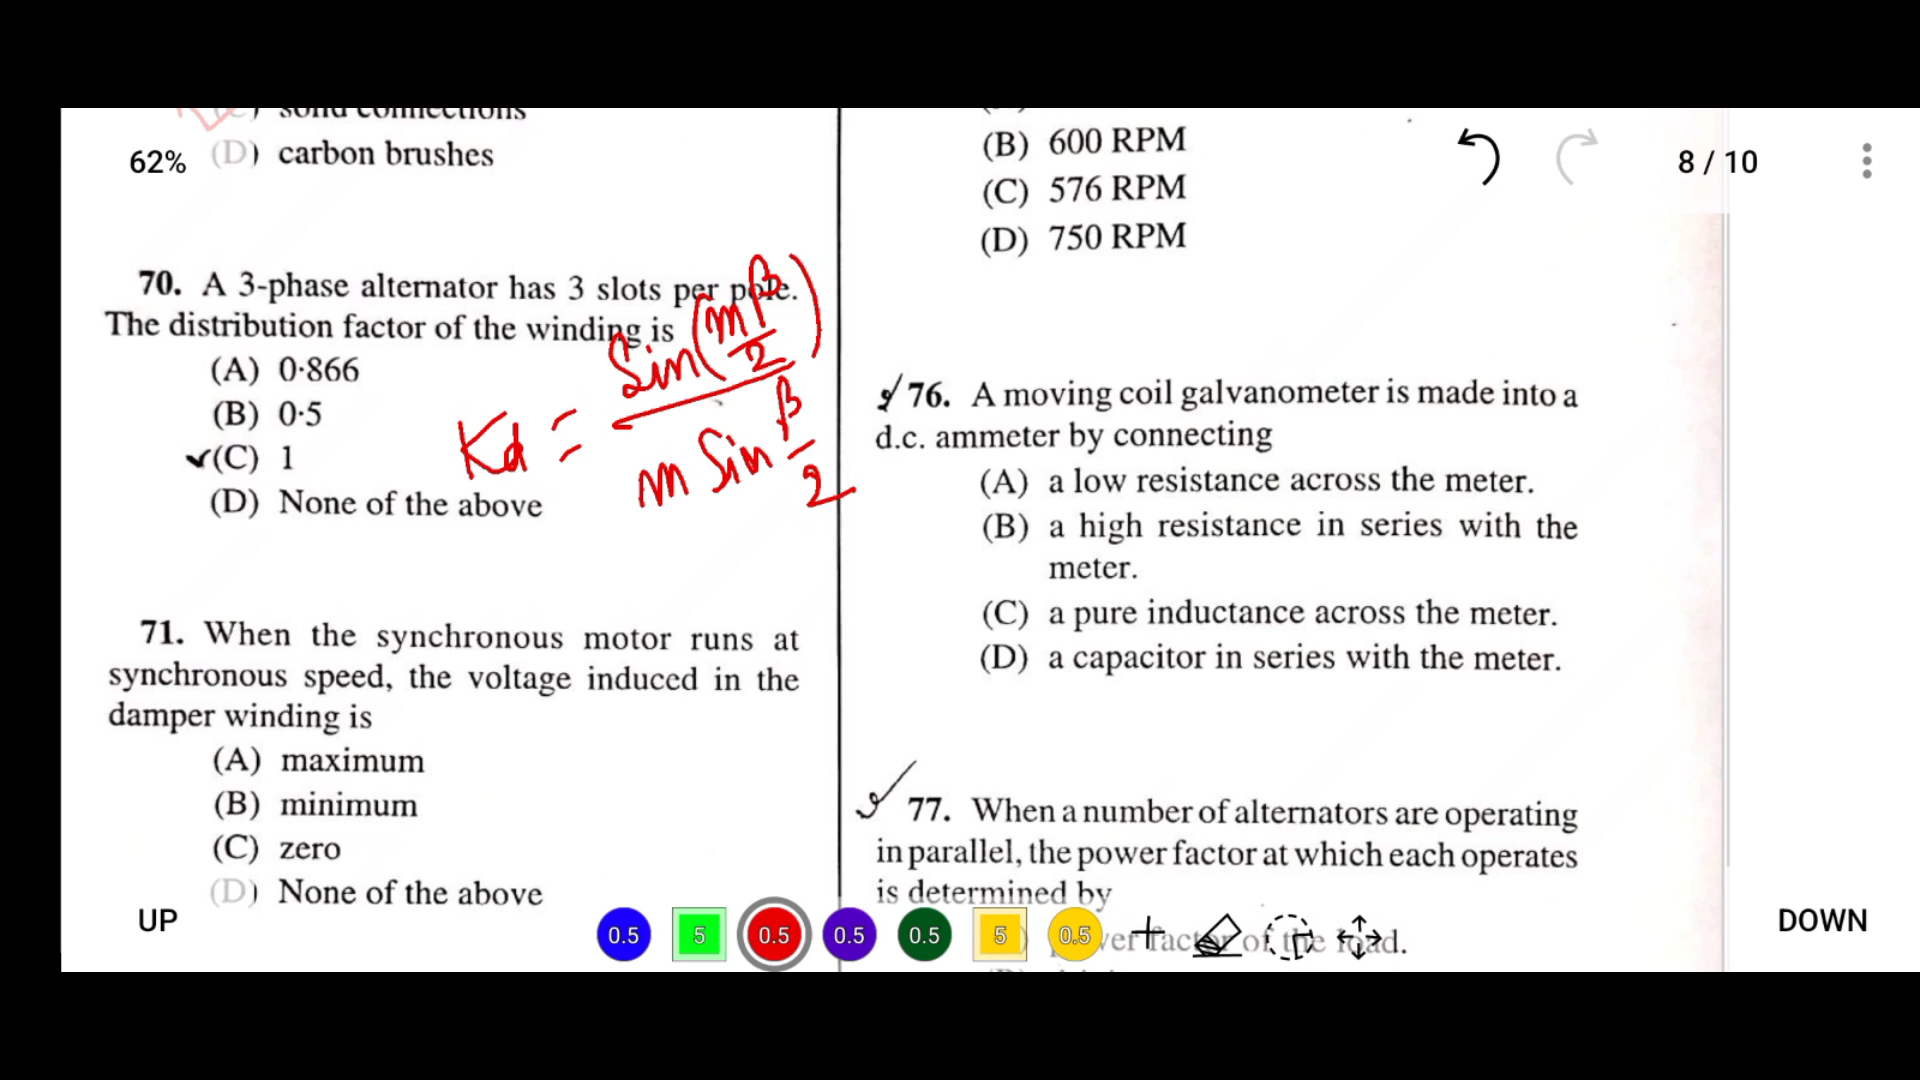 solid connections
62% (D) carbon brushes
70. A 3-phase alternator has 3 slots per pole.
The distribution factor of the winding is
(A) 0·866
(B) 0·5
(C) 1
(D) None of the above
Kd = Sin(mβ/2) / m Sin β/2
71. When the synchronous motor runs at
synchronous speed, the voltage induced in the
damper winding is
(A) maximum
(B) minimum
(C) zero
(D) None of the above
UP
(B) 600 RPM
(C) 576 RPM
(D) 750 RPM
8 / 10
76. A moving coil galvanometer is made into a
d.c. ammeter by connecting
(A) a low resistance across the meter.
(B) a high resistance in series with the
meter.
(C) a pure inductance across the meter.
(D) a capacitor in series with the meter.
77. When a number of alternators are operating
in parallel, the power factor at which each operates
is determined by
factor of the load.
0.5 5 0.5 0.5 0.5 5 0.5
DOWN